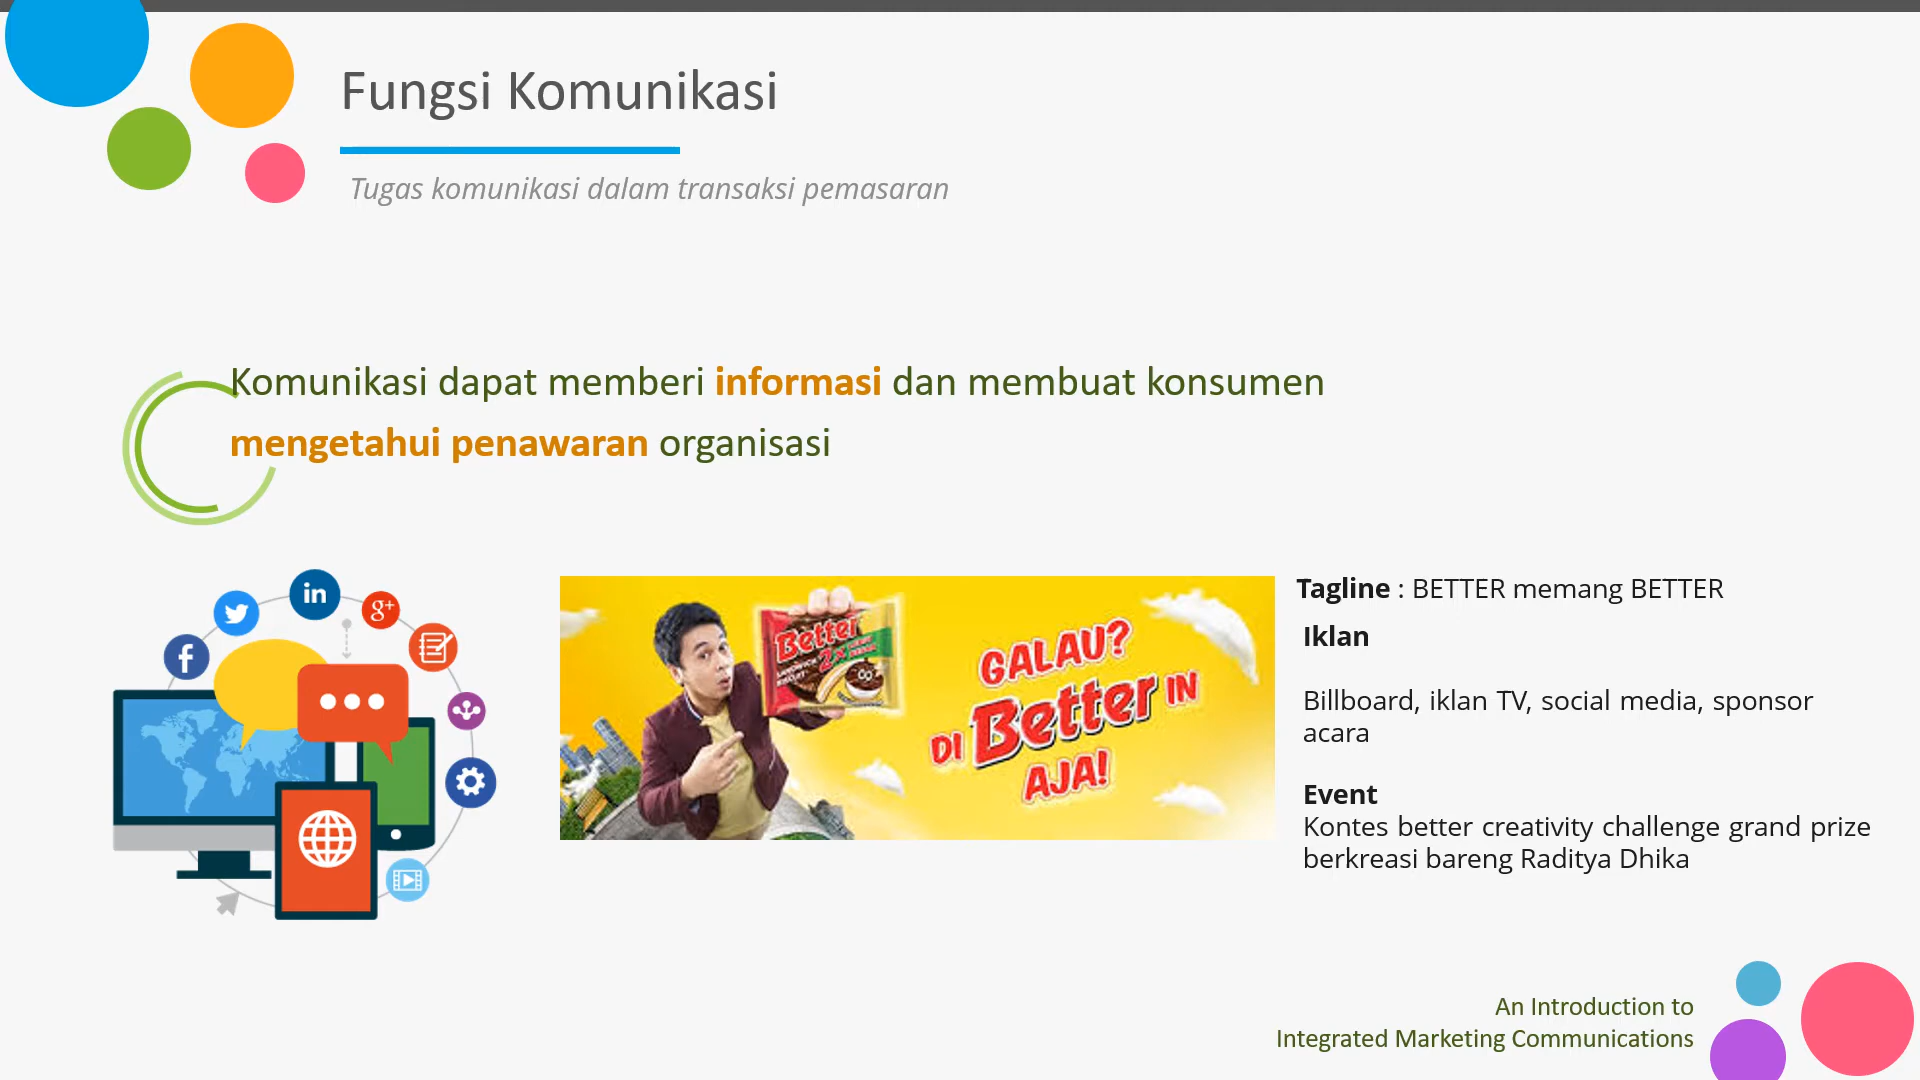 Fungsi Komunikasi
Tugas komunikasi dalam transaksi pemasaran
Komunikasi dapat memberi informasi dan membuat konsumen
mengetahui penawaran organisasi
in
g+
f
Better
2x
GALAU?
DI Better IN
AJA!
Tagline : BETTER memang BETTER
Iklan
Billboard, iklan TV, social media, sponsor
acara
Event
Kontes better creativity challenge grand prize
berkreasi bareng Raditya Dhika
An Introduction to
Integrated Marketing Communications